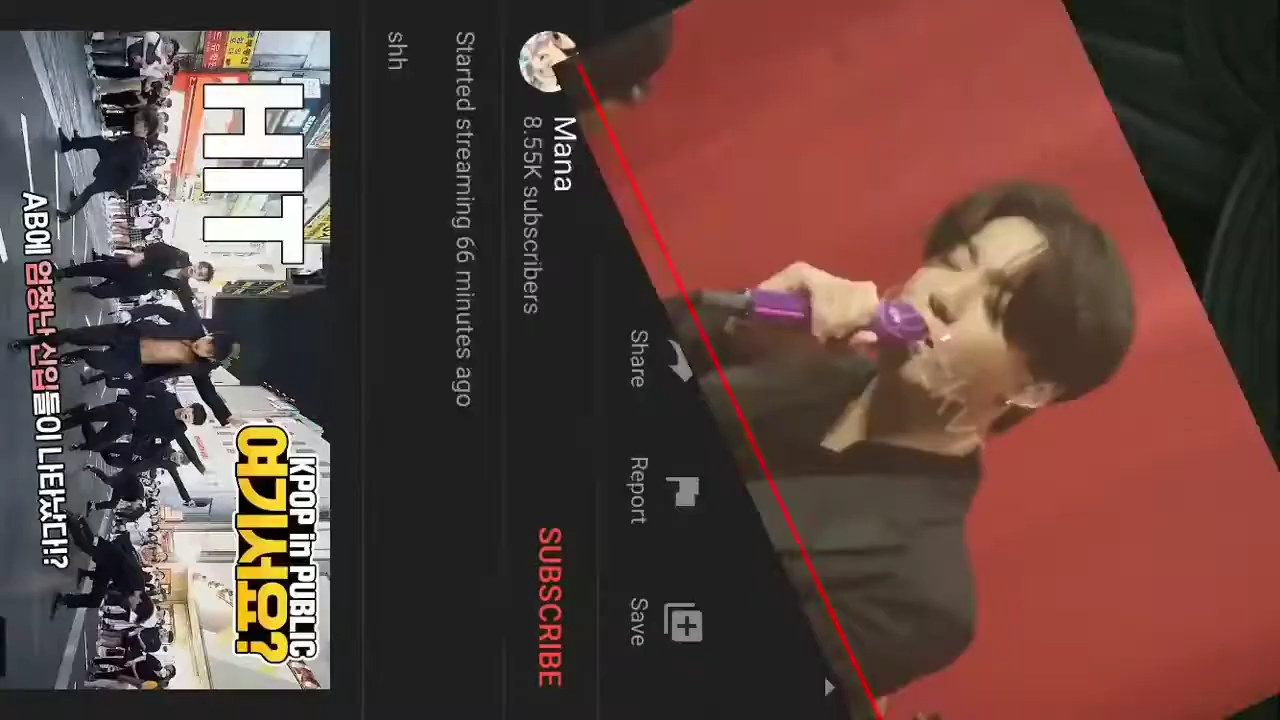 Share
Report
Save
Mana
8.55K subscribers
SUBSCRIBE
Started streaming 66 minutes ago
shh
HIT
KPOP in PUBLIC
여기서요?
AB에 엄청난 신입들이 나타났다!?